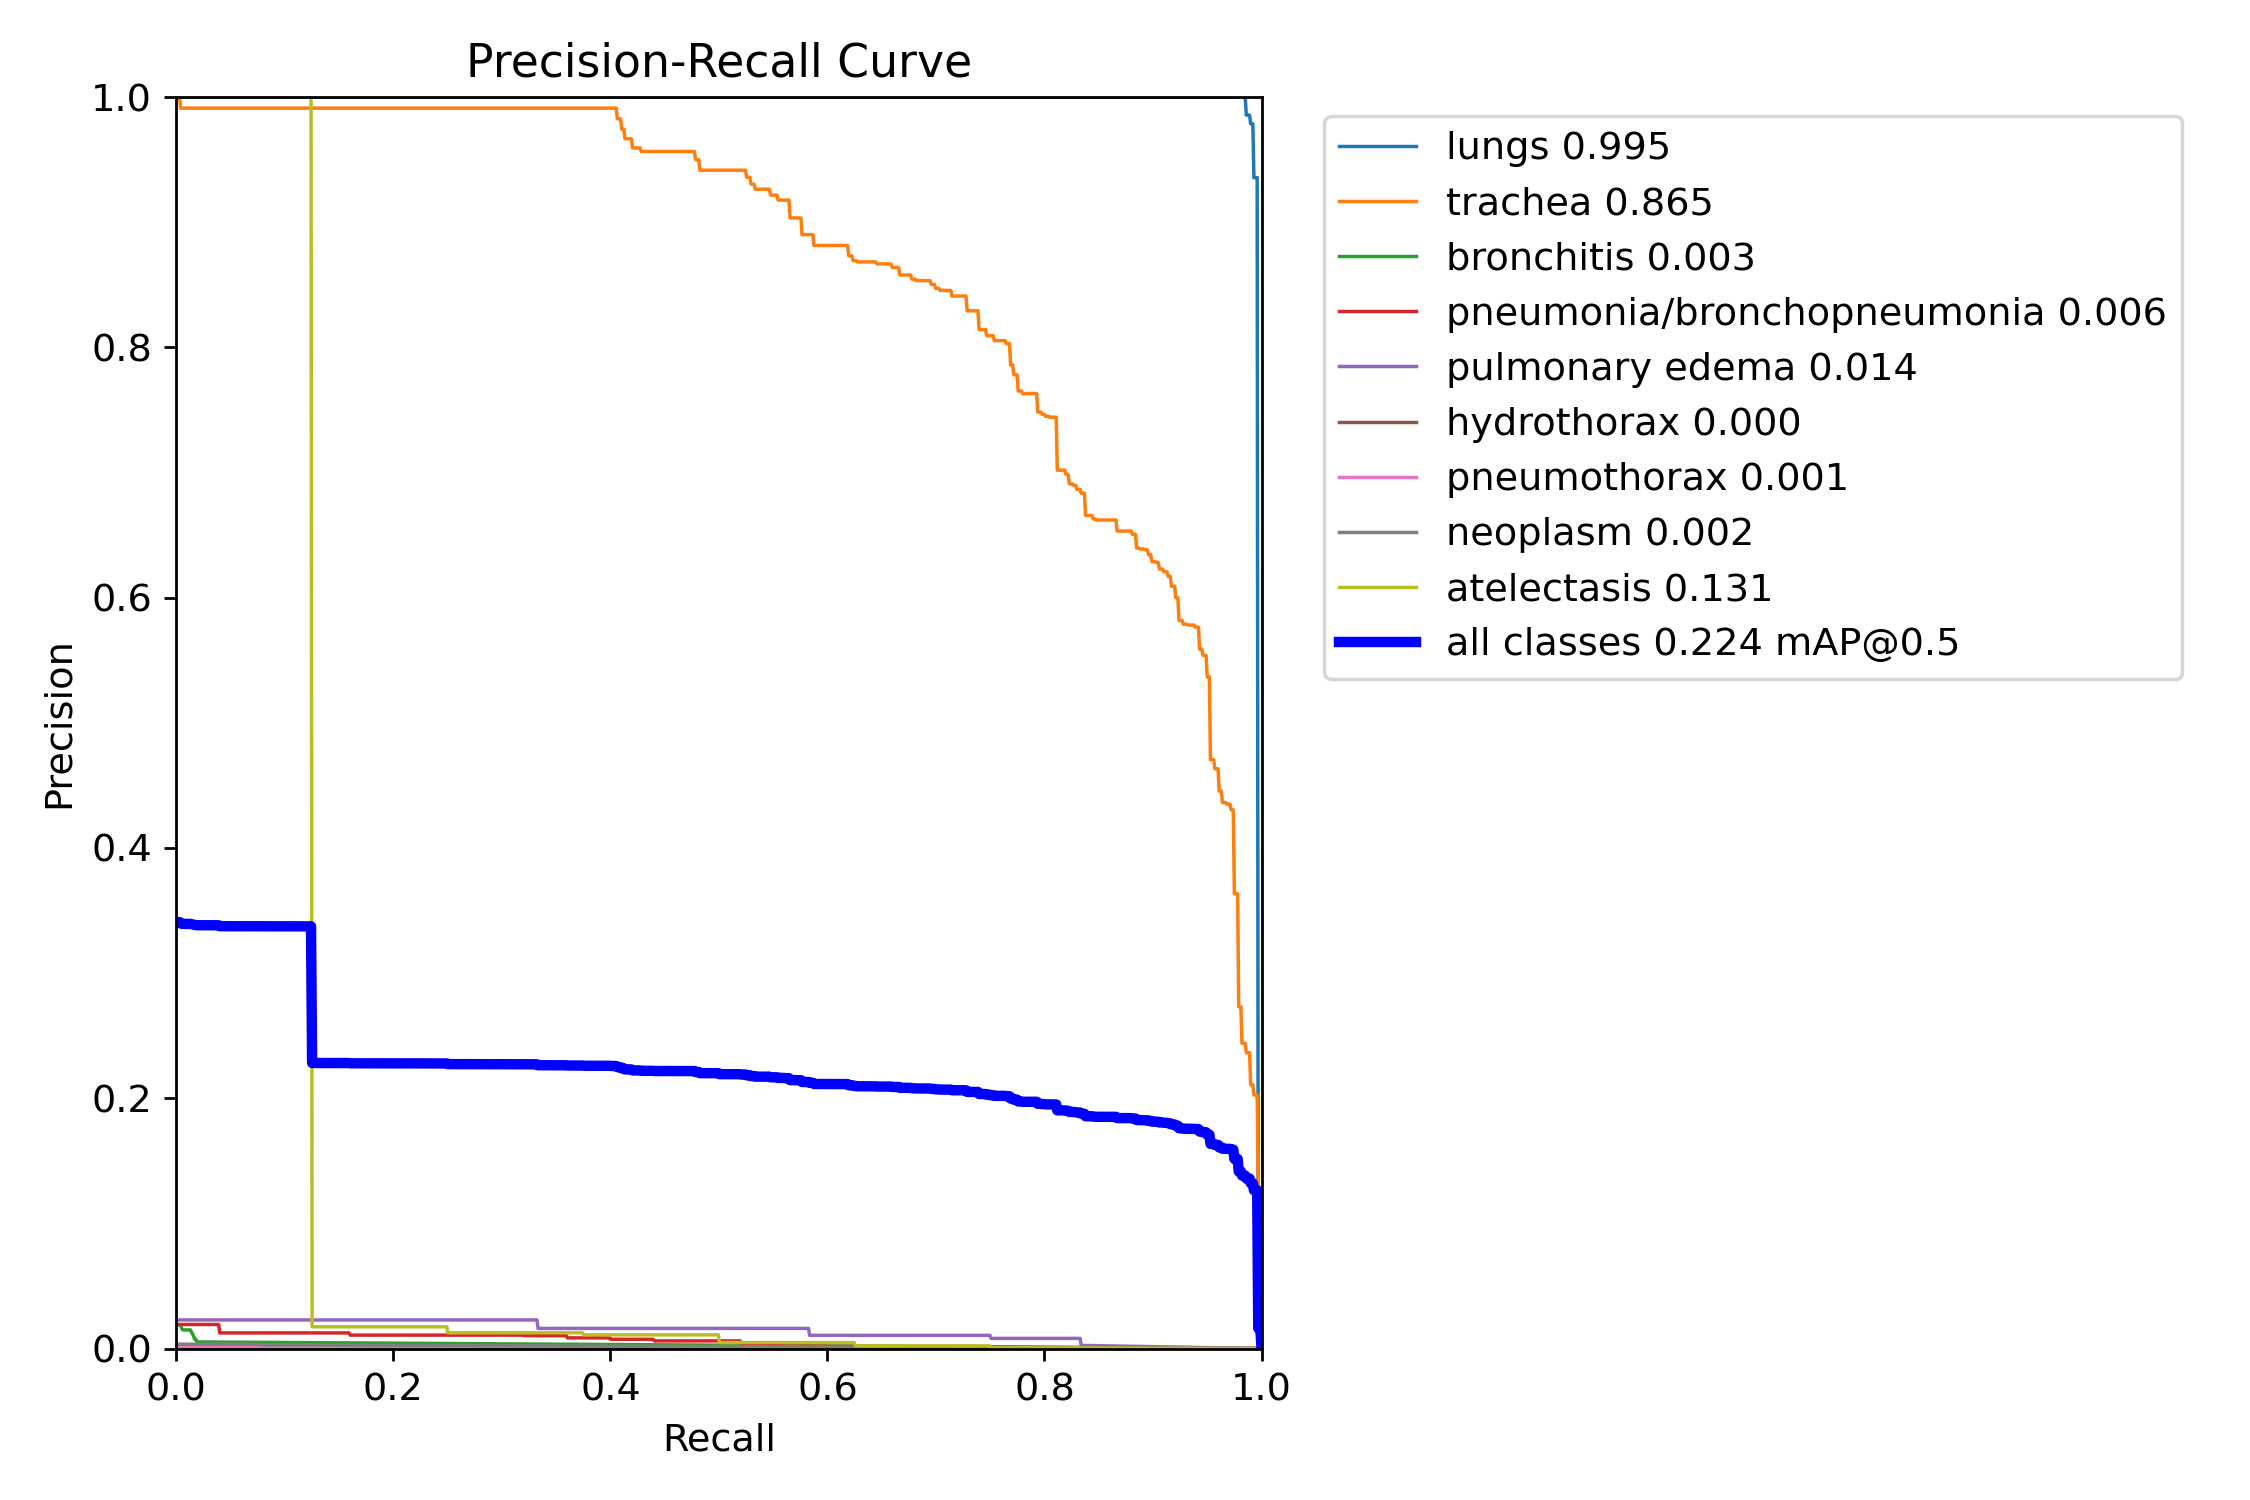 Precision-Recall Curve
1.0
0.8
0.6
0.4
0.2
0.0
Precision
0.0 0.2 0.4 0.6 0.8 1.0
Recall
lungs 0.995
trachea 0.865
bronchitis 0.003
pneumonia/bronchopneumonia 0.006
pulmonary edema 0.014
hydrothorax 0.000
pneumothorax 0.001
neoplasm 0.002
atelectasis 0.131
all classes 0.224 mAP@0.5